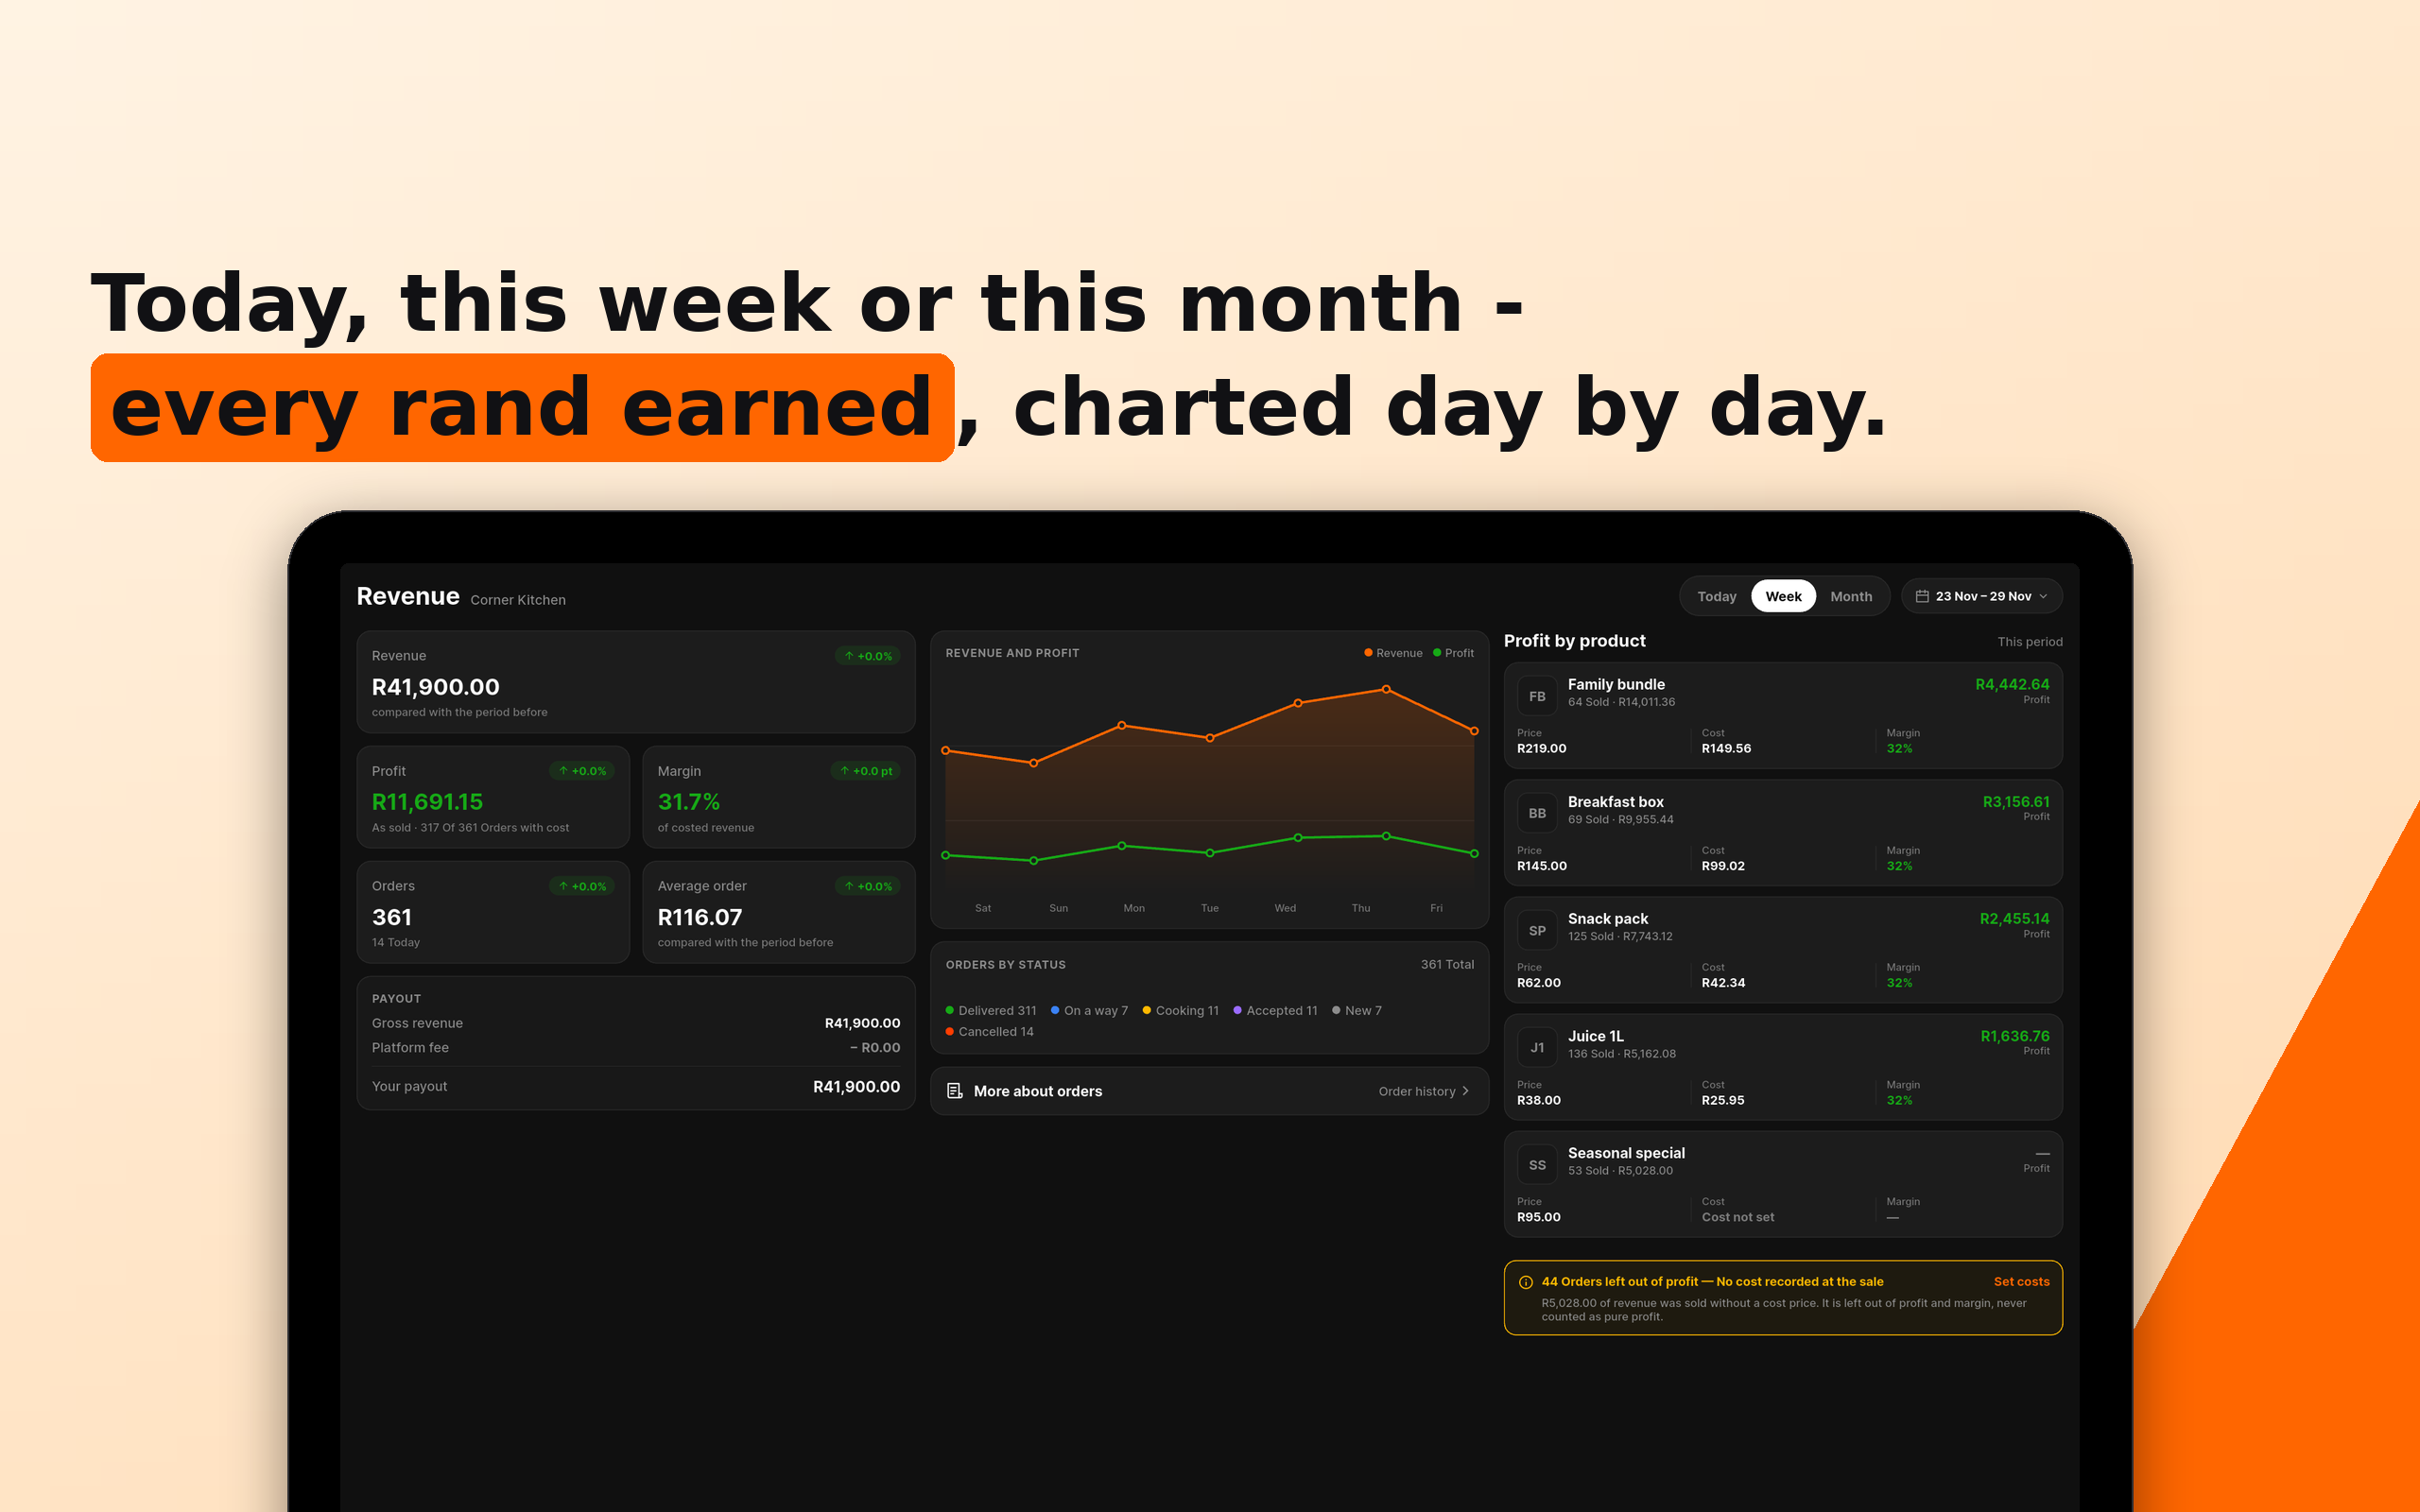 Today, this week or this month -
every rand earned, charted day by day.
Revenue Corner Kitchen
Today Week Month 23 Nov – 29 Nov
Revenue ↑ +0.0%
R41,900.00
compared with the period before
Profit ↑ +0.0%
R11,691.15
As sold · 317 Of 361 Orders with cost
Margin ↑ +0.0 pt
31.7%
of costed revenue
Orders ↑ +0.0%
361
14 Today
Average order ↑ +0.0%
R116.07
compared with the period before
PAYOUT
Gross revenue R41,900.00
Platform fee – R0.00
Your payout R41,900.00
REVENUE AND PROFIT Revenue Profit
Sat Sun Mon Tue Wed Thu Fri
ORDERS BY STATUS 361 Total
Delivered 311 On a way 7 Cooking 11 Accepted 11 New 7
Cancelled 14
More about orders Order history
Profit by product This period
FB Family bundle R4,442.64
64 Sold · R14,011.36 Profit
Price Cost Margin
R219.00 R149.56 32%
BB Breakfast box R3,156.61
69 Sold · R9,955.44 Profit
Price Cost Margin
R145.00 R99.02 32%
SP Snack pack R2,455.14
125 Sold · R7,743.12 Profit
Price Cost Margin
R62.00 R42.34 32%
J1 Juice 1L R1,636.76
136 Sold · R5,162.08 Profit
Price Cost Margin
R38.00 R25.95 32%
SS Seasonal special —
53 Sold · R5,028.00 Profit
Price Cost Margin
R95.00 Cost not set —
44 Orders left out of profit — No cost recorded at the sale Set costs
R5,028.00 of revenue was sold without a cost price. It is left out of profit and margin, never
counted as pure profit.